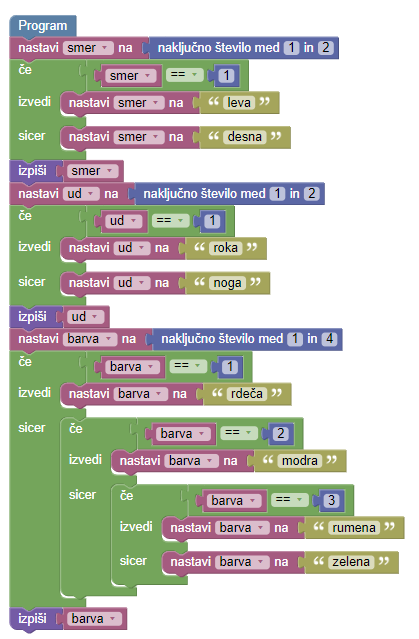 Program
nastavi smer na naključno število med 1 in 2
če smer == 1
izvedi nastavi smer na “ leva ”
sicer nastavi smer na “ desna ”
izpiši smer
nastavi ud na naključno število med 1 in 2
če ud == 1
izvedi nastavi ud na “ roka ”
sicer nastavi ud na “ noga ”
izpiši ud
nastavi barva na naključno število med 1 in 4
če barva == 1
izvedi nastavi barva na “ rdeča ”
sicer če barva == 2
izvedi nastavi barva na “ modra ”
sicer če barva == 3
izvedi nastavi barva na “ rumena ”
sicer nastavi barva na “ zelena ”
izpiši barva